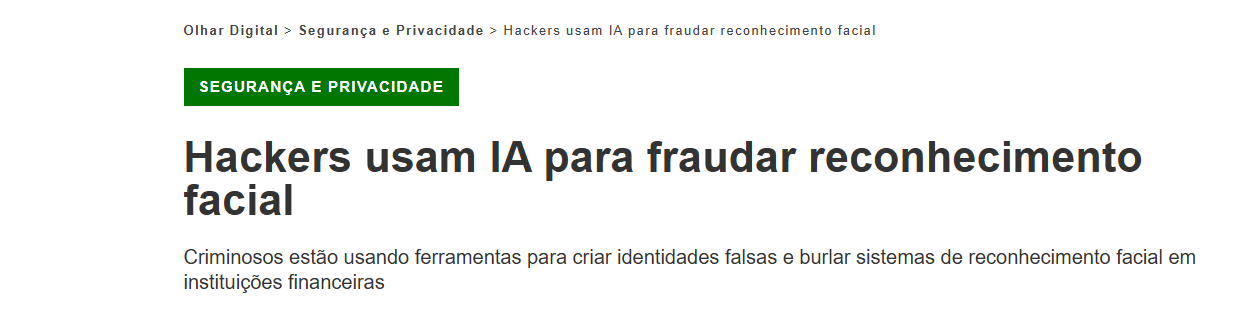 Olhar Digital > Segurança e Privacidade > Hackers usam IA para fraudar reconhecimento facial
SEGURANÇA E PRIVACIDADE
Hackers usam IA para fraudar reconhecimento
facial
Criminosos estão usando ferramentas para criar identidades falsas e burlar sistemas de reconhecimento facial em
instituições financeiras